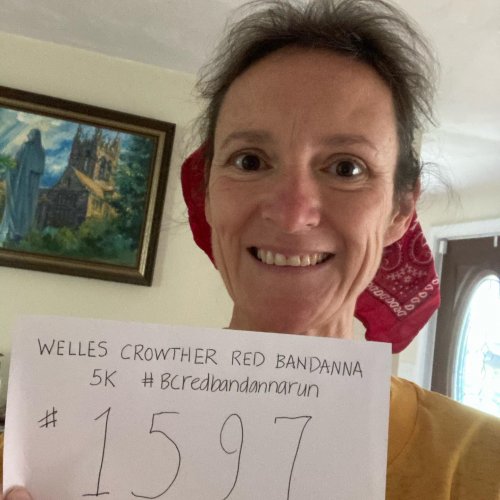 WELLES CROWTHER RED BANDANNA
5K #BCredbandannarun
# 1597